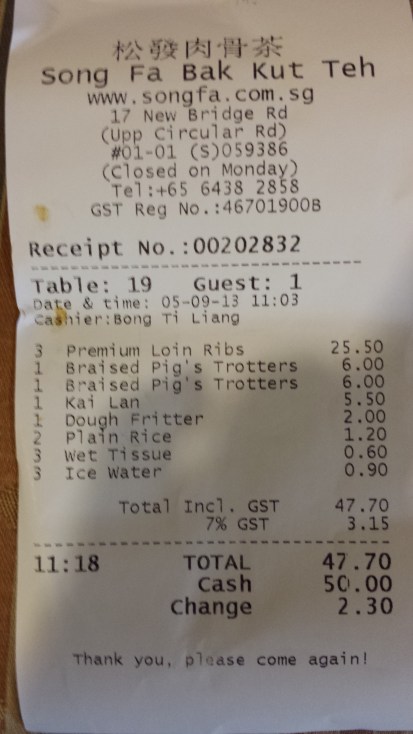 松發肉骨茶
Song Fa Bak Kut Teh
www.songfa.com.sg
17 New Bridge Rd
(Upp Circular Rd)
#01-01 (S)059386
(Closed on Monday)
Tel:+65 6438 2858
GST Reg No.:46701900B
Receipt No.:00202832
Table: 19 Guest: 1
Date & time: 05-09-13 11:03
Cashier:Bong Ti Liang
3 Premium Loin Ribs 25.50
1 Braised Pig's Trotters 6.00
1 Braised Pig's Trotters 6.00
1 Kai Lan 5.50
1 Dough Fritter 2.00
2 Plain Rice 1.20
3 Wet Tissue 0.60
3 Ice Water 0.90
Total Incl. GST 47.70
7% GST 3.15
11:18 TOTAL 47.70
Cash 50.00
Change 2.30
Thank you, please come again!